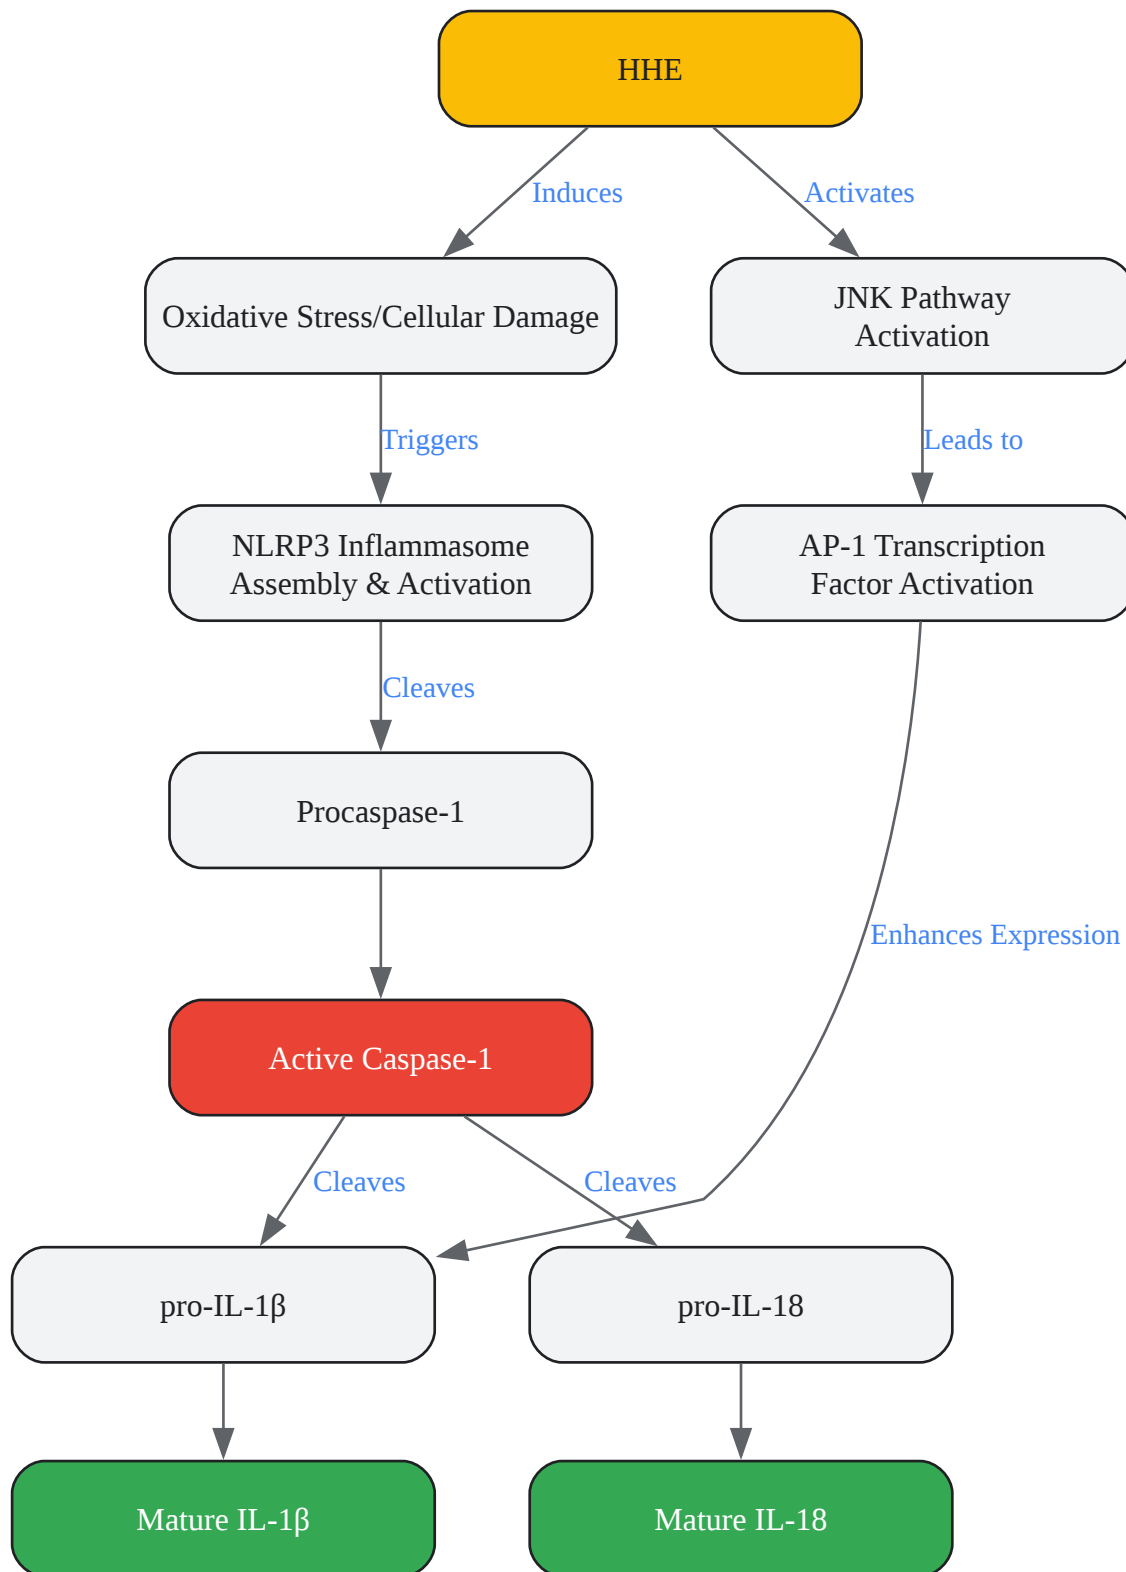 HHE
Induces
Activates
Oxidative Stress/Cellular Damage
JNK Pathway
Activation
Triggers
Leads to
NLRP3 Inflammasome
Assembly & Activation
AP-1 Transcription
Factor Activation
Cleaves
Procaspase-1
Enhances Expression
Active Caspase-1
Cleaves
Cleaves
pro-IL-1β
pro-IL-18
Mature IL-1β
Mature IL-18